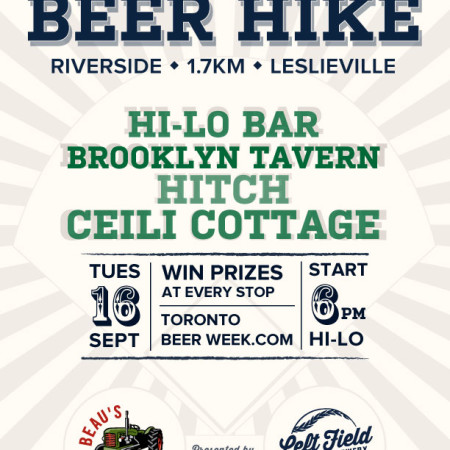 BEER HIKE
RIVERSIDE ◆ 1.7KM ◆ LESLIEVILLE
HI-LO BAR
BROOKLYN TAVERN
HITCH
CEILI COTTAGE
TUES
16
SEPT
WIN PRIZES
AT EVERY STOP
TORONTO
BEER WEEK.COM
START
6PM
HI-LO
BEAU'S
Presented by
Left Field